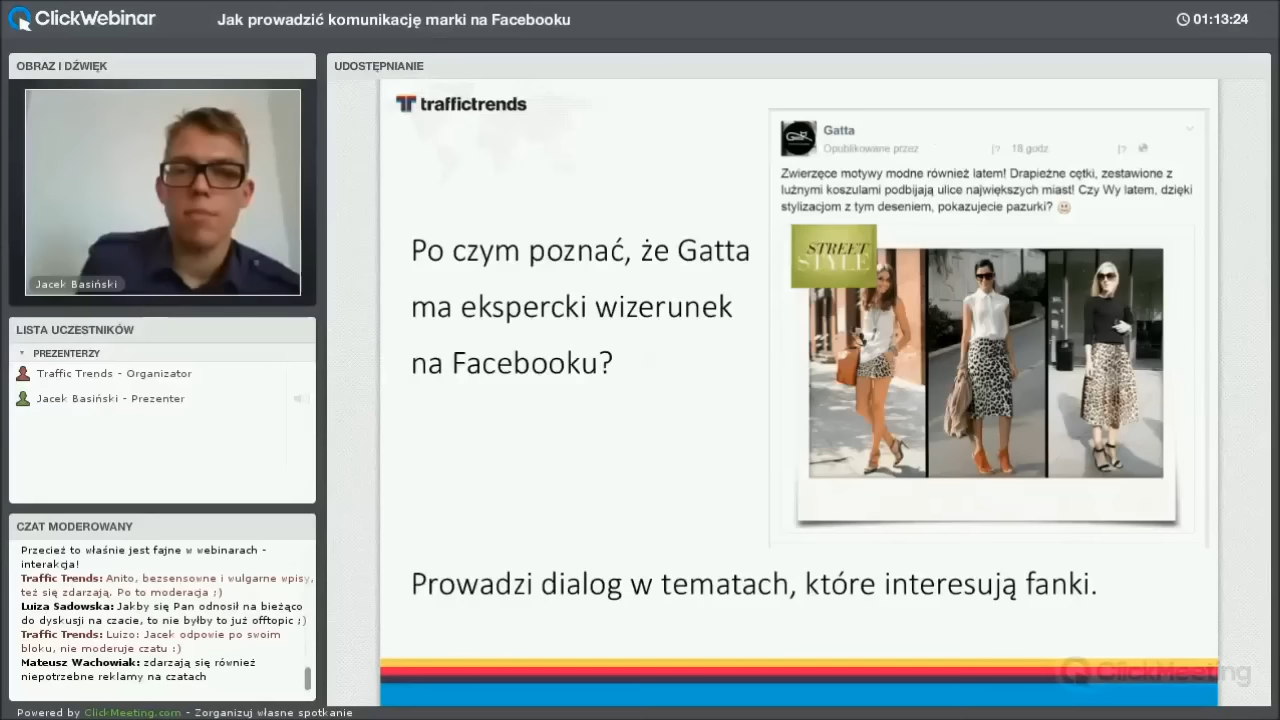 ClickWebinar
Jak prowadzić komunikację marki na Facebooku
01:13:24
OBRAZ I DŹWIĘK
Jacek Basiński
LISTA UCZESTNIKÓW
PREZENTERZY
Traffic Trends - Organizator
Jacek Basiński - Prezenter
CZAT MODEROWANY
Przecież to właśnie jest fajne w webinarach -
interakcja!
Traffic Trends: Anito, bezsensowne i wulgarne wpisy,
też się zdarzają. Po to moderacja ;)
Luiza Sadowska: Jakby się Pan odnosił na bieżąco
do dyskusji na czacie, to nie byłby to już offtopic ;)
Traffic Trends: Luizo: Jacek odpowie po swoim
bloku, nie moderuje czatu :)
Mateusz Wachowiak: zdarzają się również
niepotrzebne reklamy na czatach
UDOSTĘPNIANIE
traffictrends
Po czym poznać, że Gatta
ma ekspercki wizerunek
na Facebooku?
Gatta
Opublikowane przez [? 18 godz [?
Zwierzęce motywy modne również latem! Drapieżne cętki, zestawione z
luźnymi koszulami podbijają ulice największych miast! Czy Wy latem, dzięki
stylizacjom z tym deseniem, pokazujecie pazurki?
STREET
STYLE
Prowadzi dialog w tematach, które interesują fanki.
ClickMeeting
Powered by ClickMeeting.com - Zorganizuj własne spotkanie